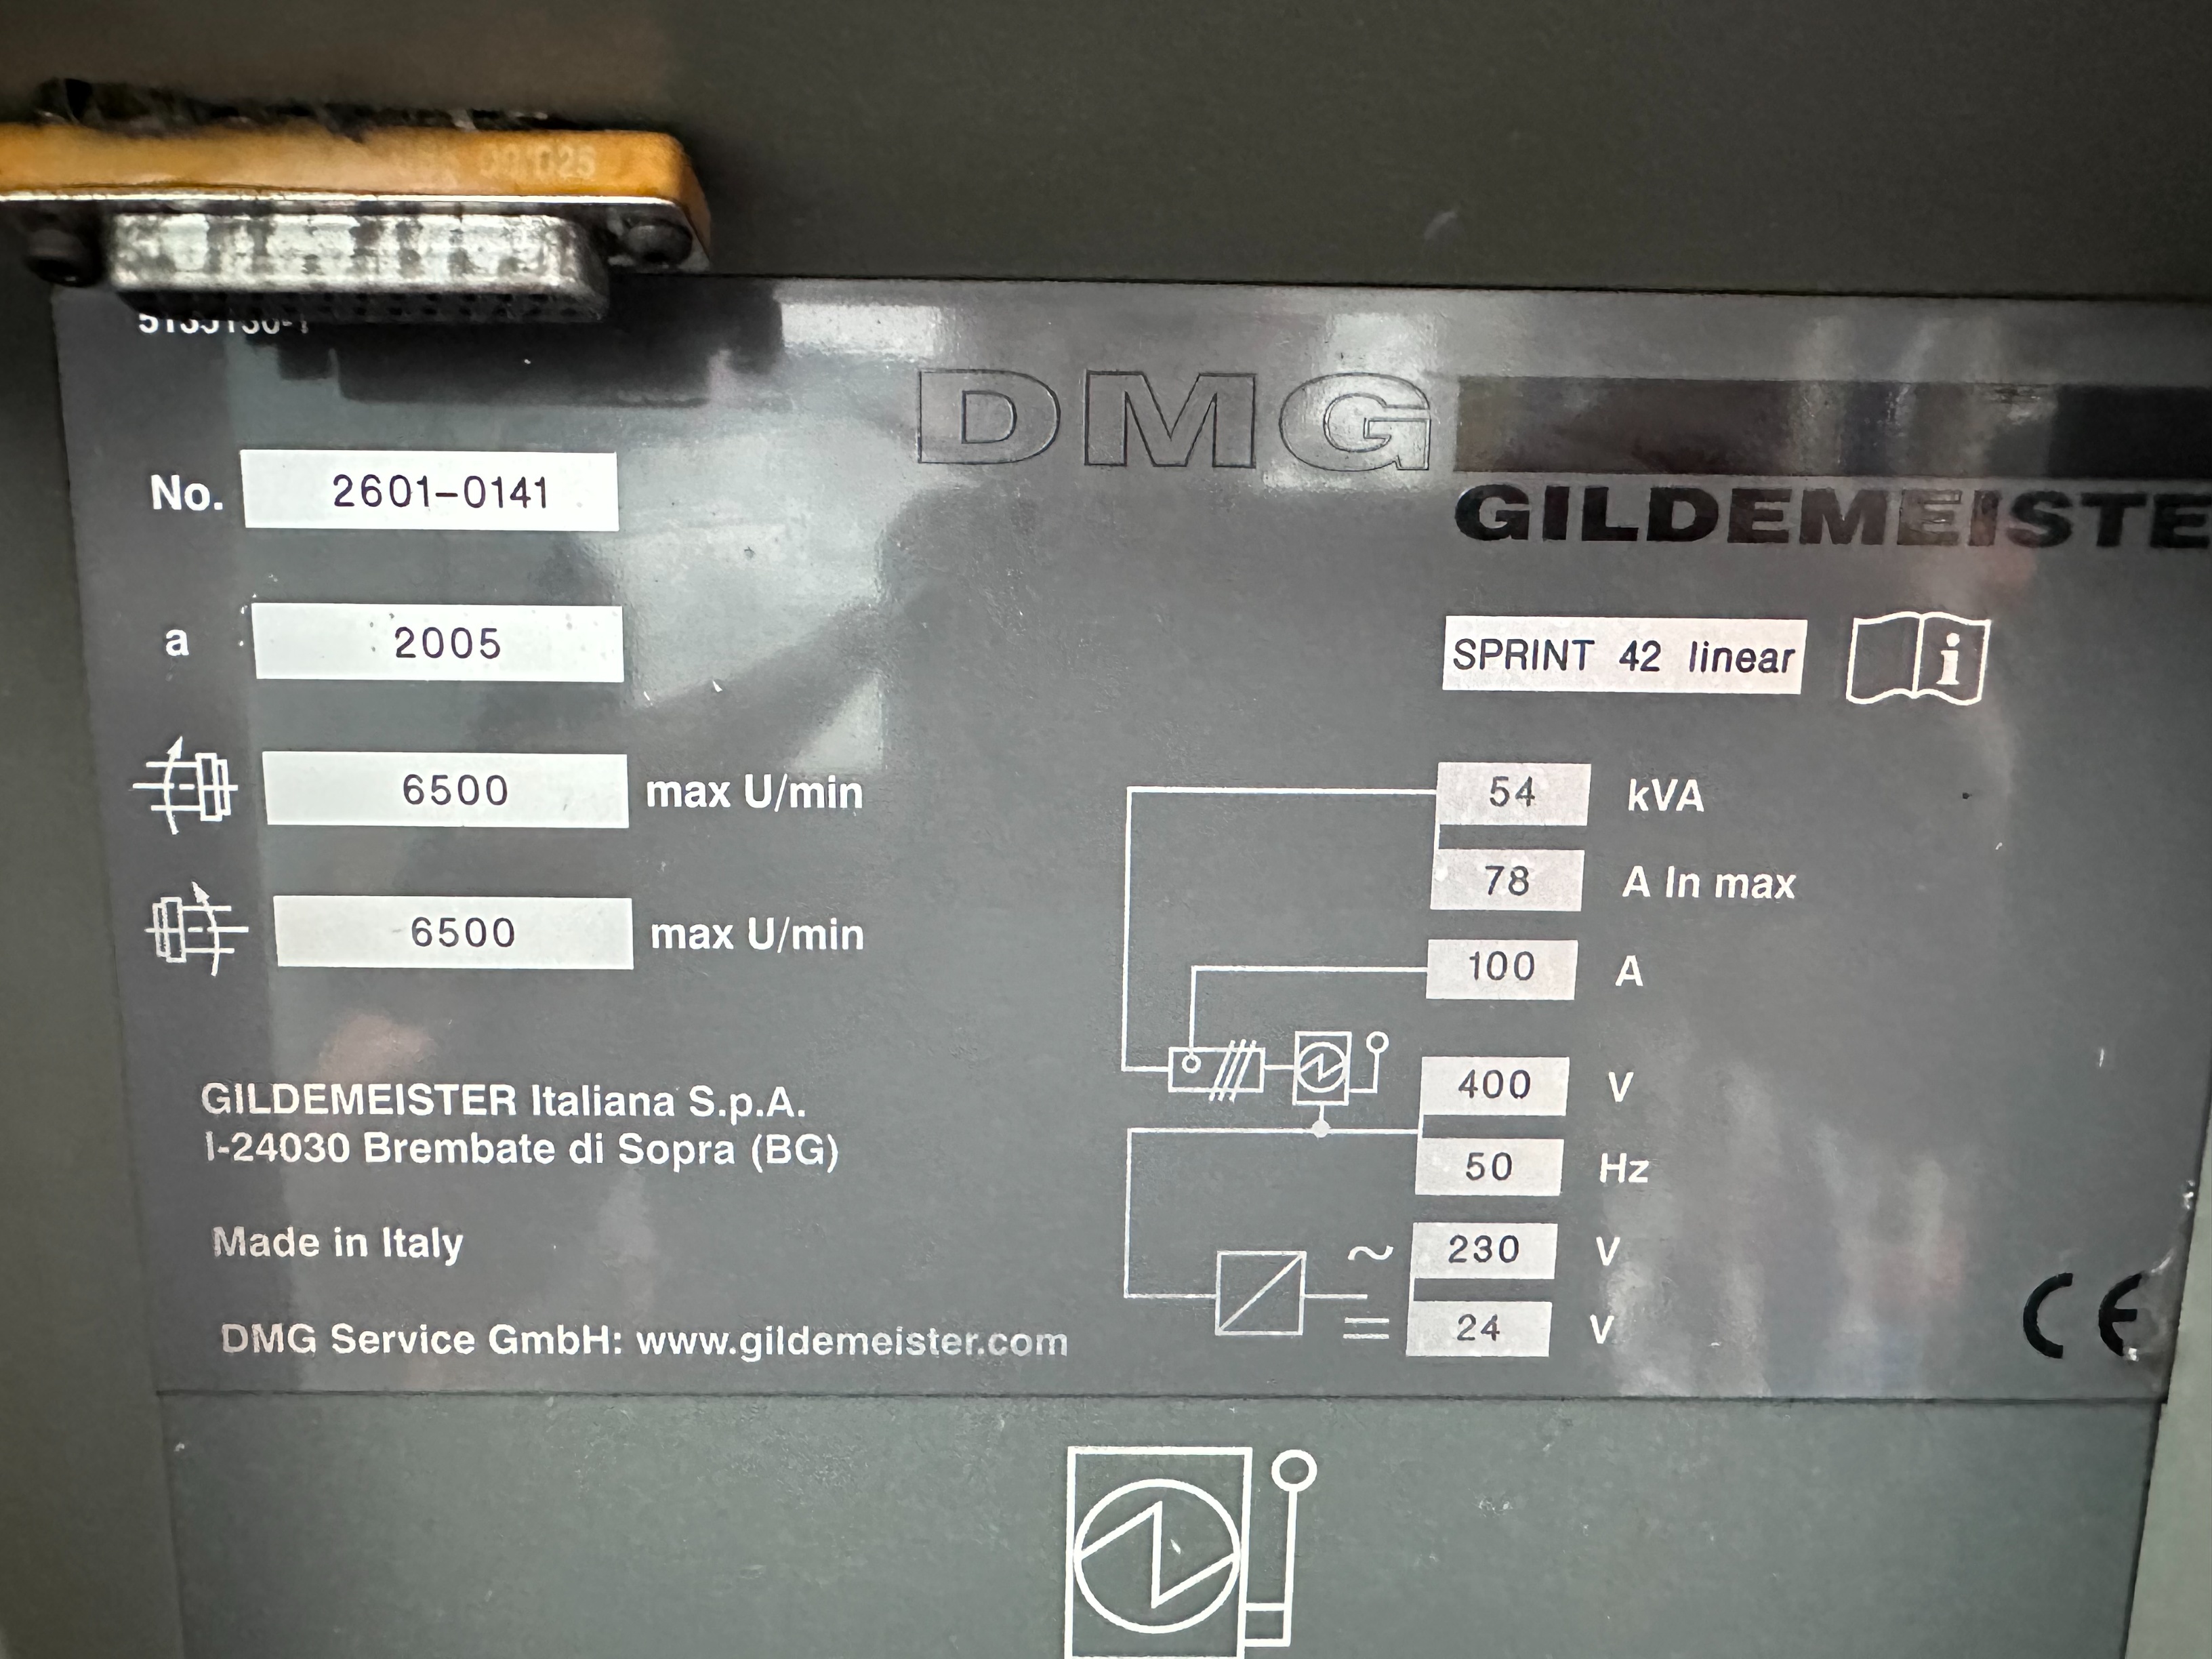 DMG
GILDEMEISTE
No. 2601-0141
a 2005
SPRINT 42 linear
i
6500 max U/min
6500 max U/min
54 kVA
78 A In max
100 A
400 V
50 Hz
~ 230 V
24 V
GILDEMEISTER Italiana S.p.A.
I-24030 Brembate di Sopra (BG)
Made in Italy
DMG Service GmbH: www.gildemeister.com
CE